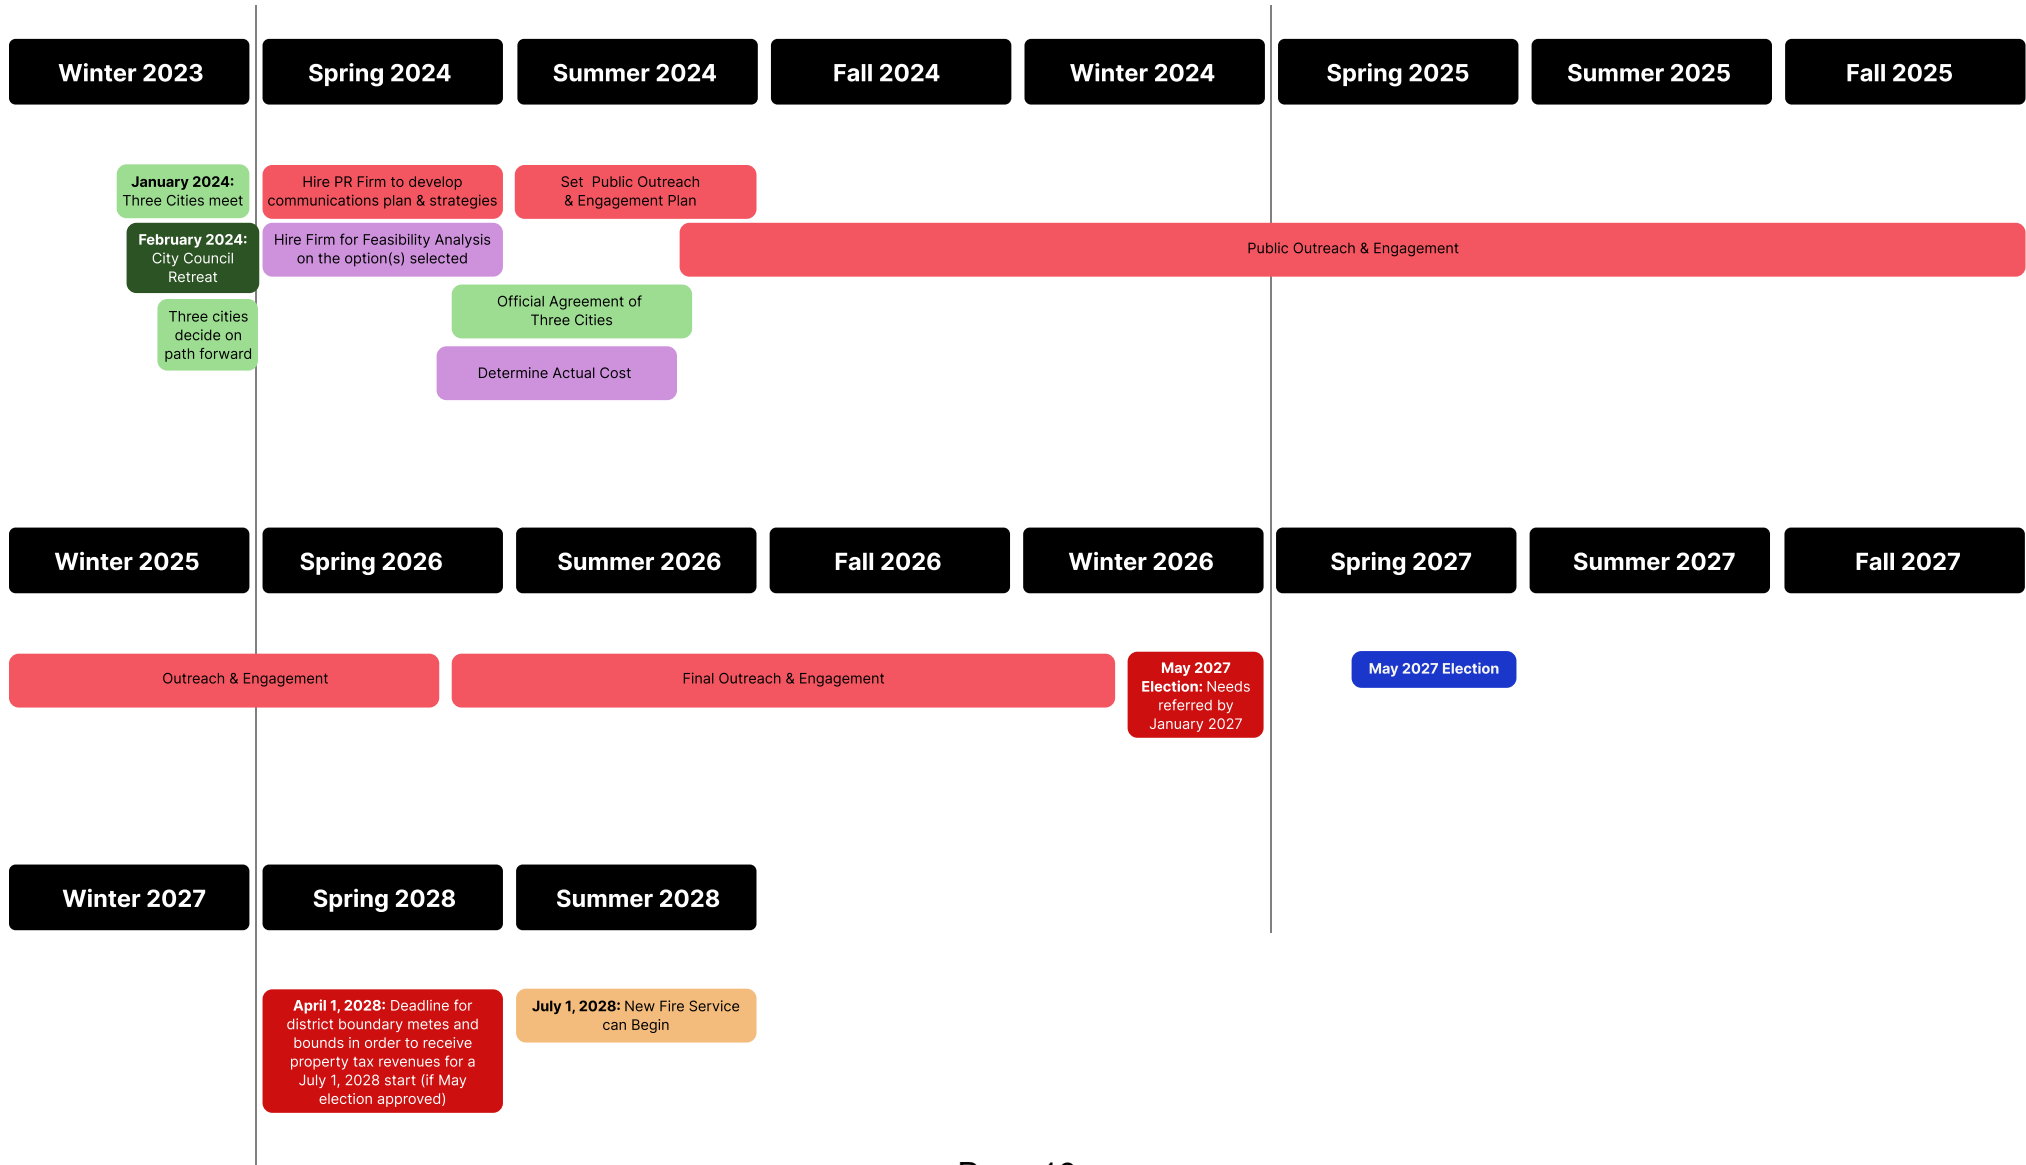 Winter 2023
Spring 2024
Summer 2024
Fall 2024
Winter 2024
Spring 2025
Summer 2025
Fall 2025
January 2024:
Three Cities meet
Hire PR Firm to develop
communications plan & strategies
Set Public Outreach
& Engagement Plan
February 2024:
City Council
Retreat
Hire Firm for Feasibility Analysis
on the option(s) selected
Public Outreach & Engagement
Three cities
decide on
path forward
Official Agreement of
Three Cities
Determine Actual Cost
Winter 2025
Spring 2026
Summer 2026
Fall 2026
Winter 2026
Spring 2027
Summer 2027
Fall 2027
Outreach & Engagement
Final Outreach & Engagement
May 2027
Election: Needs
referred by
January 2027
May 2027 Election
Winter 2027
Spring 2028
Summer 2028
April 1, 2028: Deadline for
district boundary metes and
bounds in order to receive
property tax revenues for a
July 1, 2028 start (if May
election approved)
July 1, 2028: New Fire Service
can Begin